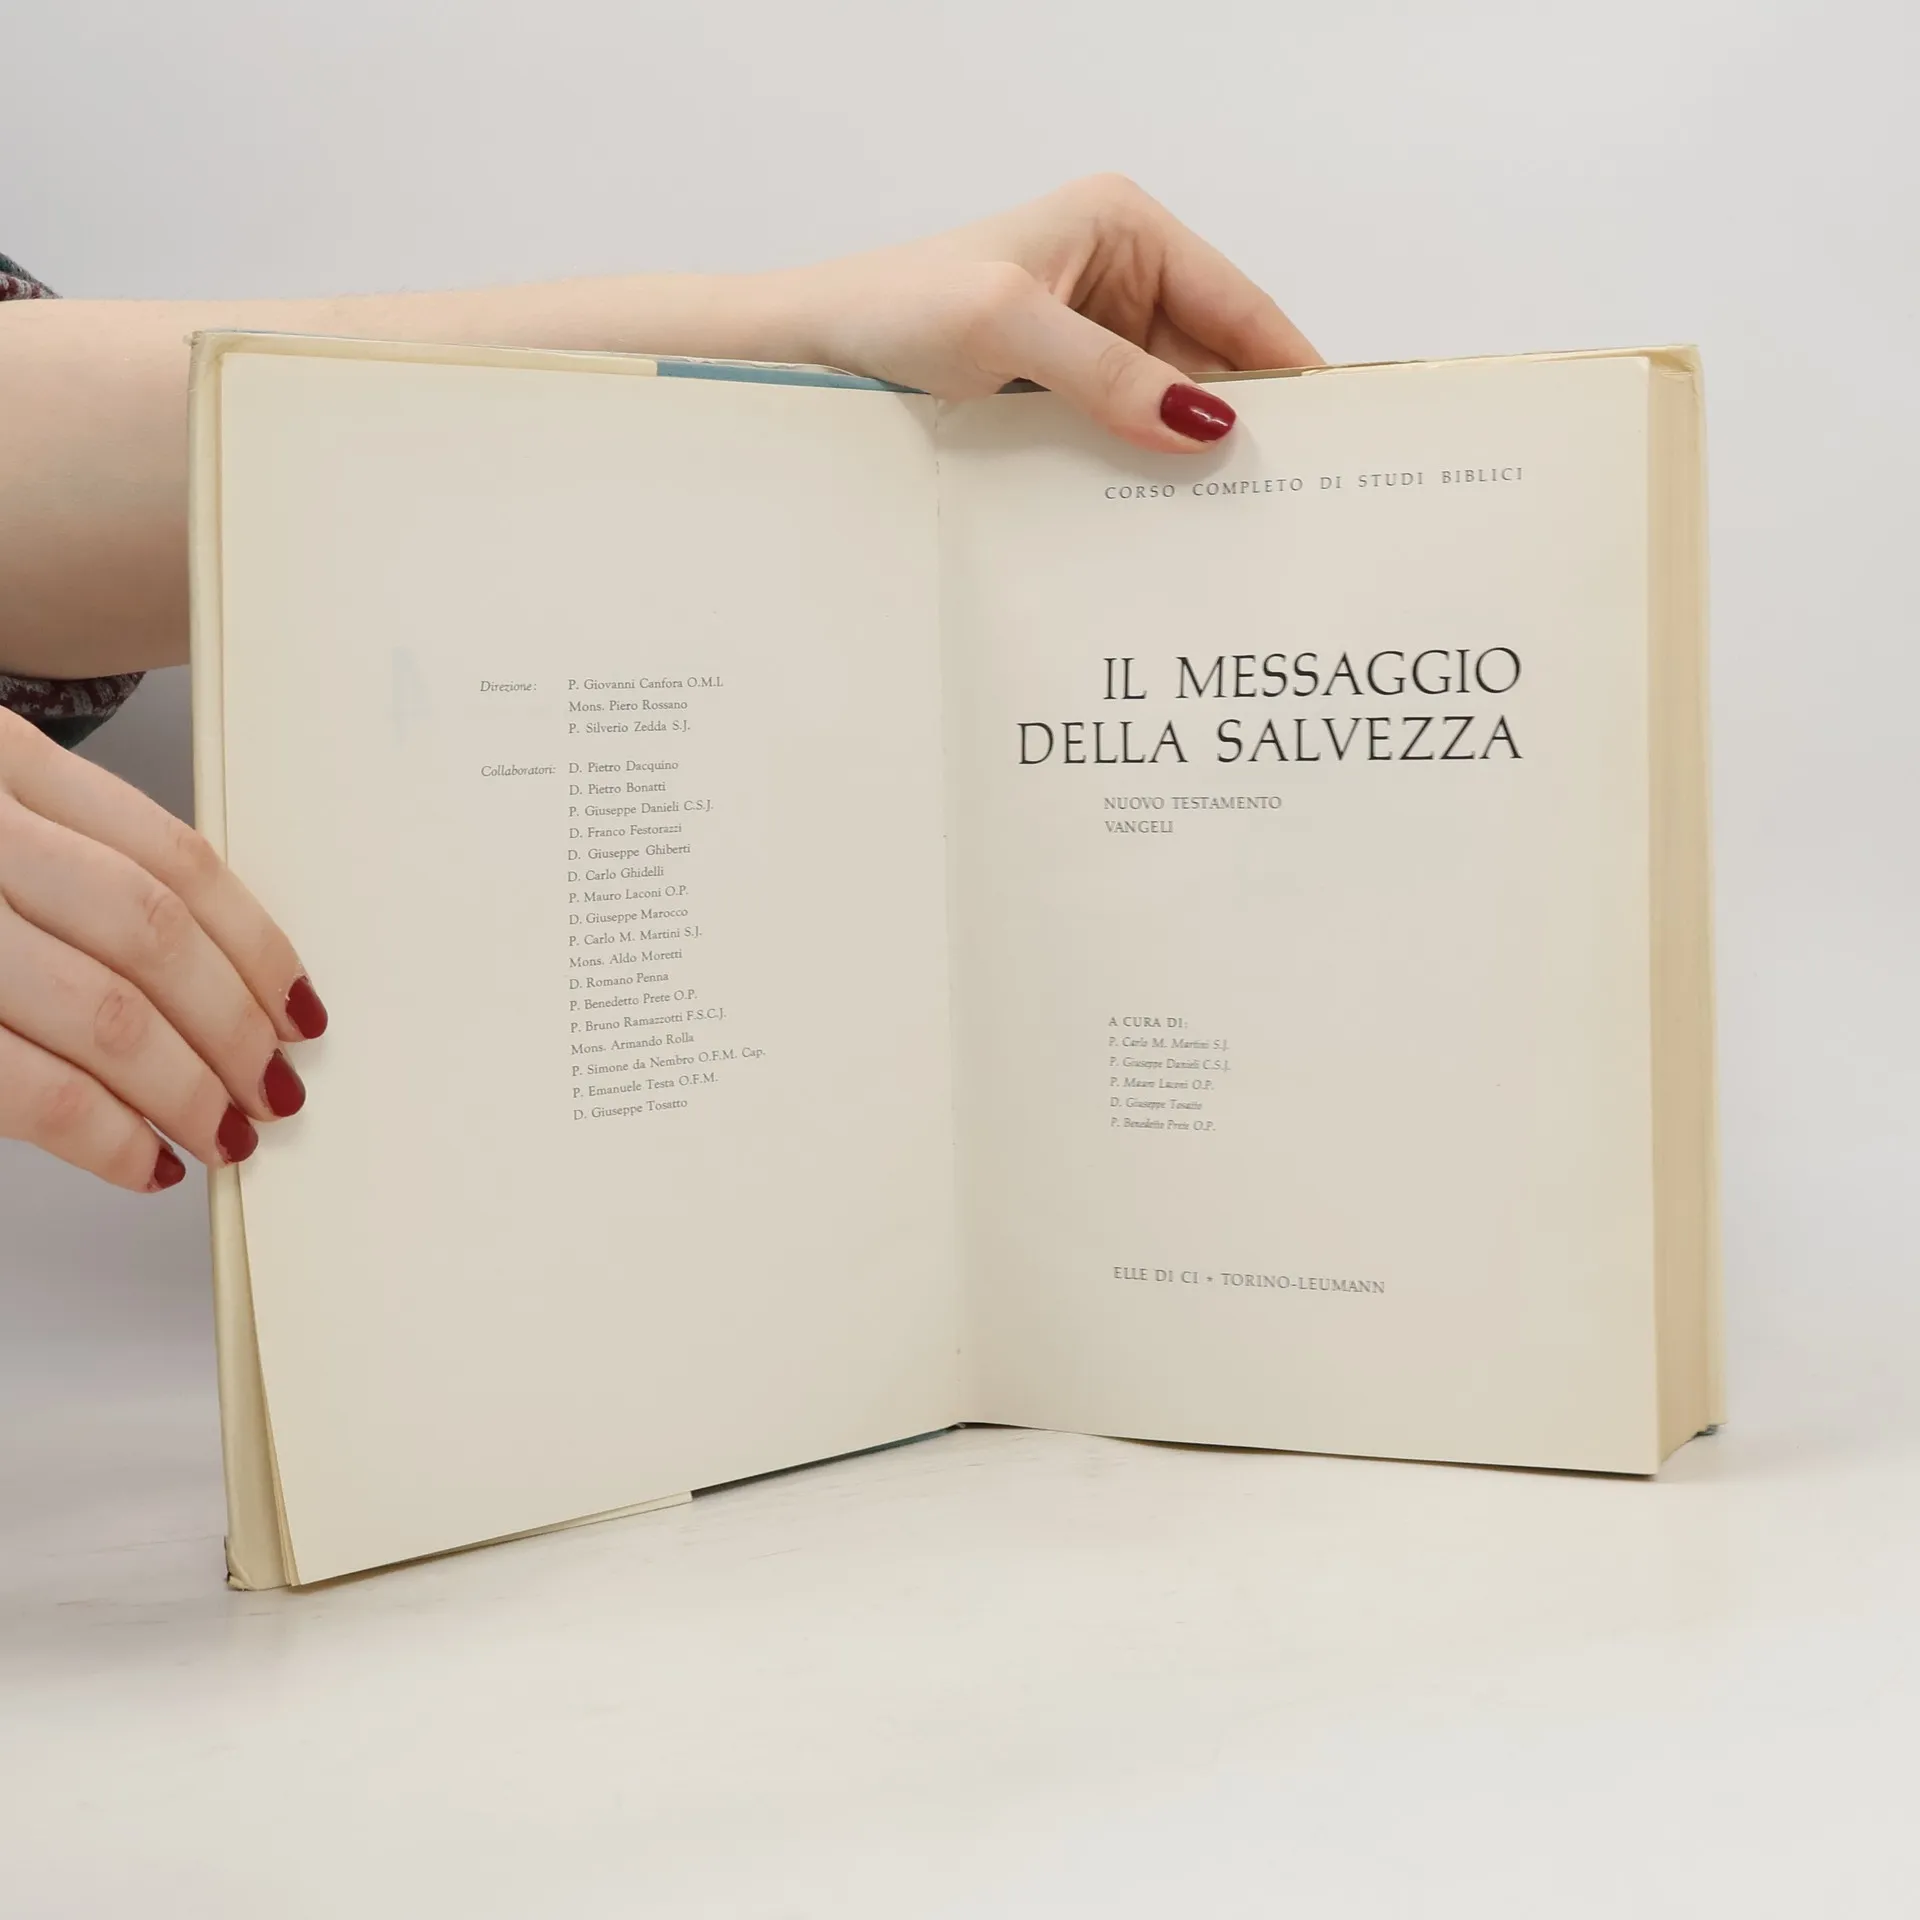 Direzione: P. Giovanni Canfora O.M.I.
Mons. Piero Rossano
P. Silverio Zedda S.J.
Collaboratori: D. Pietro Dacquino
D. Pietro Bonatti
P. Giuseppe Danieli C.S.J.
D. Franco Festorazzi
D. Giuseppe Ghiberti
D. Carlo Ghidelli
P. Mauro Laconi O.P.
D. Giuseppe Marocco
P. Carlo M. Martini S.J.
Mons. Aldo Moretti
D. Romano Penna
P. Benedetto Prete O.P.
P. Bruno Ramazzotti F.S.C.J.
Mons. Armando Rolla
P. Simone da Nembro O.F.M. Cap.
P. Emanuele Testa O.F.M.
D. Giuseppe Tosatto
CORSO COMPLETO DI STUDI BIBLICI
IL MESSAGGIO
DELLA SALVEZZA
NUOVO TESTAMENTO
VANGELI
A CURA DI:
P. Carlo M. Martini S.J.
P. Giuseppe Danieli C.S.J.
P. Mauro Laconi O.P.
D. Giuseppe Tosatto
P. Benedetto Prete O.P.
ELLE DI CI * TORINO-LEUMANN